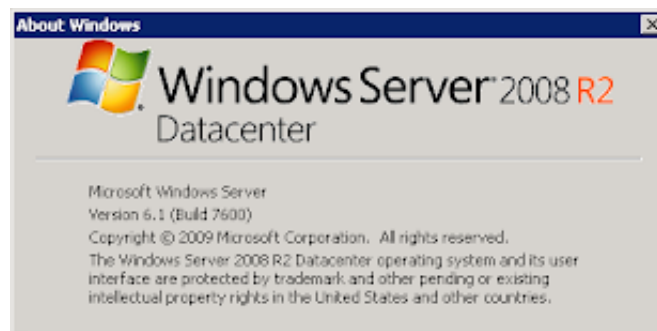 About Windows
Windows Server 2008 R2
Datacenter
Microsoft Windows Server
Version 6.1 (Build 7600)
Copyright © 2009 Microsoft Corporation. All rights reserved.
The Windows Server 2008 R2 Datacenter operating system and its user
interface are protected by trademark and other pending or existing
intellectual property rights in the United States and other countries.